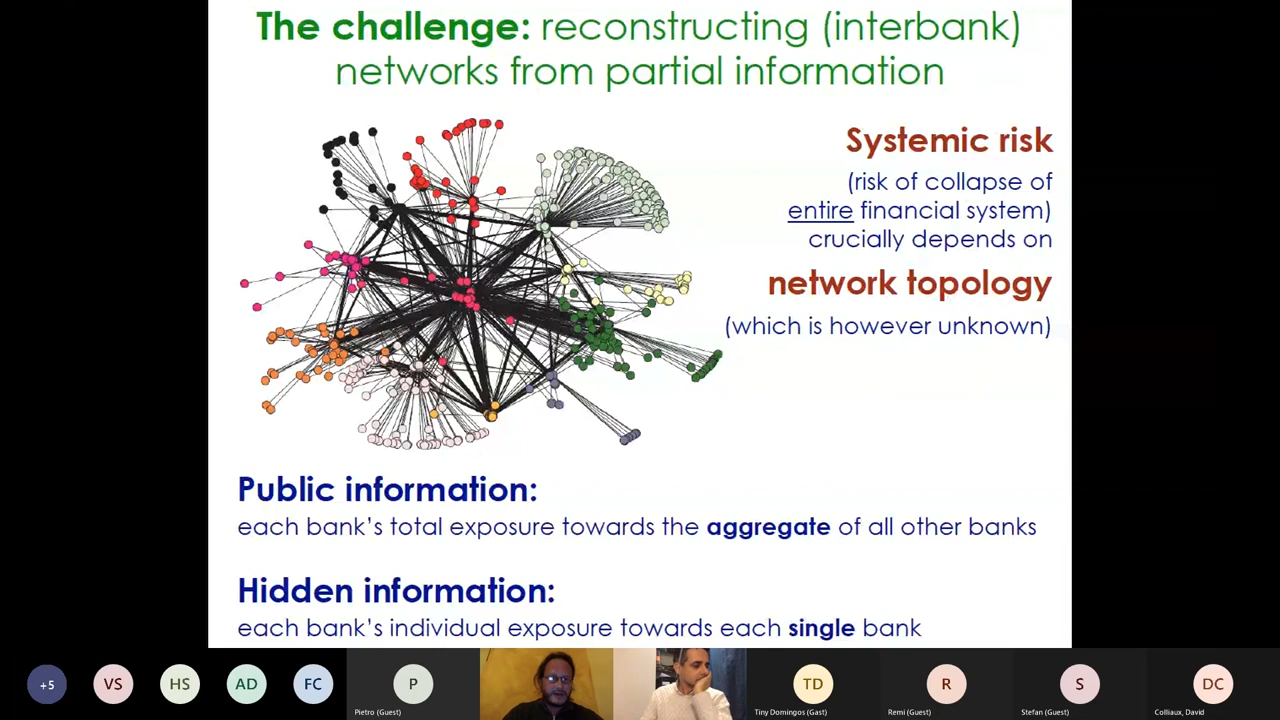 The challenge: reconstructing (interbank)
networks from partial information
Systemic risk
(risk of collapse of
entire financial system)
crucially depends on
network topology
(which is however unknown)
Public information:
each bank's total exposure towards the aggregate of all other banks
Hidden information:
each bank's individual exposure towards each single bank
+5
VS
HS
AD
FC
P
Pietro (Guest)
TD
Tiny Domingos (Gast)
R
Remi (Guest)
S
Stefan (Guest)
DC
Colliaux, David